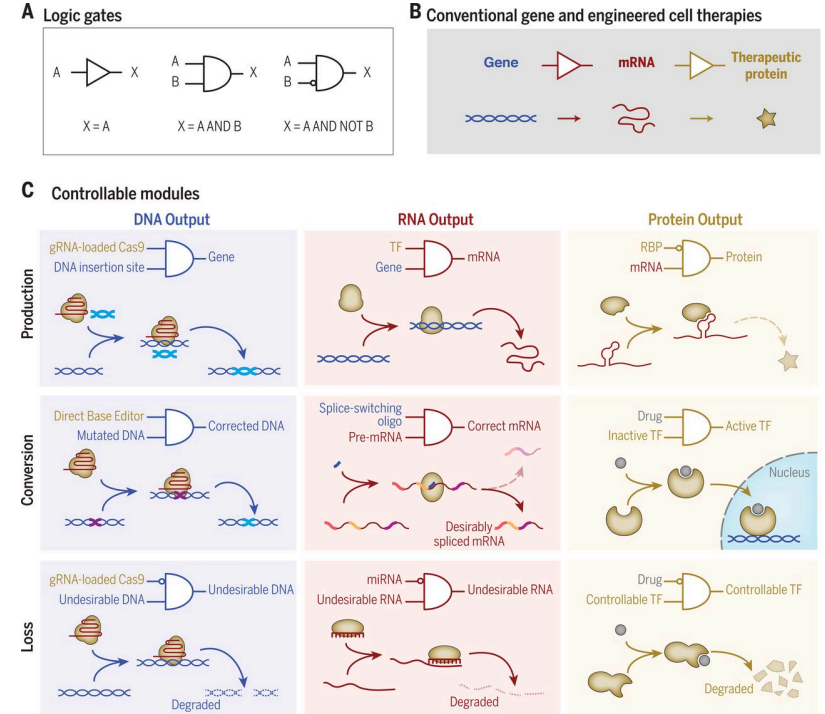 A Logic gates
A
X
A
B
X
A
B
X
X = A
X = A AND B
X = A AND NOT B
B Conventional gene and engineered cell therapies
Gene
mRNA
Therapeutic
protein
C Controllable modules
DNA Output
RNA Output
Protein Output
Production
gRNA-loaded Cas9
DNA insertion site
Gene
TF
Gene
mRNA
RBP
mRNA
Protein
Conversion
Direct Base Editor
Mutated DNA
Corrected DNA
Splice-switching
oligo
Pre-mRNA
Correct mRNA
Desirably
spliced mRNA
Drug
Inactive TF
Active TF
Nucleus
Loss
gRNA-loaded Cas9
Undesirable DNA
Undesirable DNA
Degraded
miRNA
Undesirable RNA
Undesirable RNA
Degraded
Drug
Controllable TF
Controllable TF
Degraded